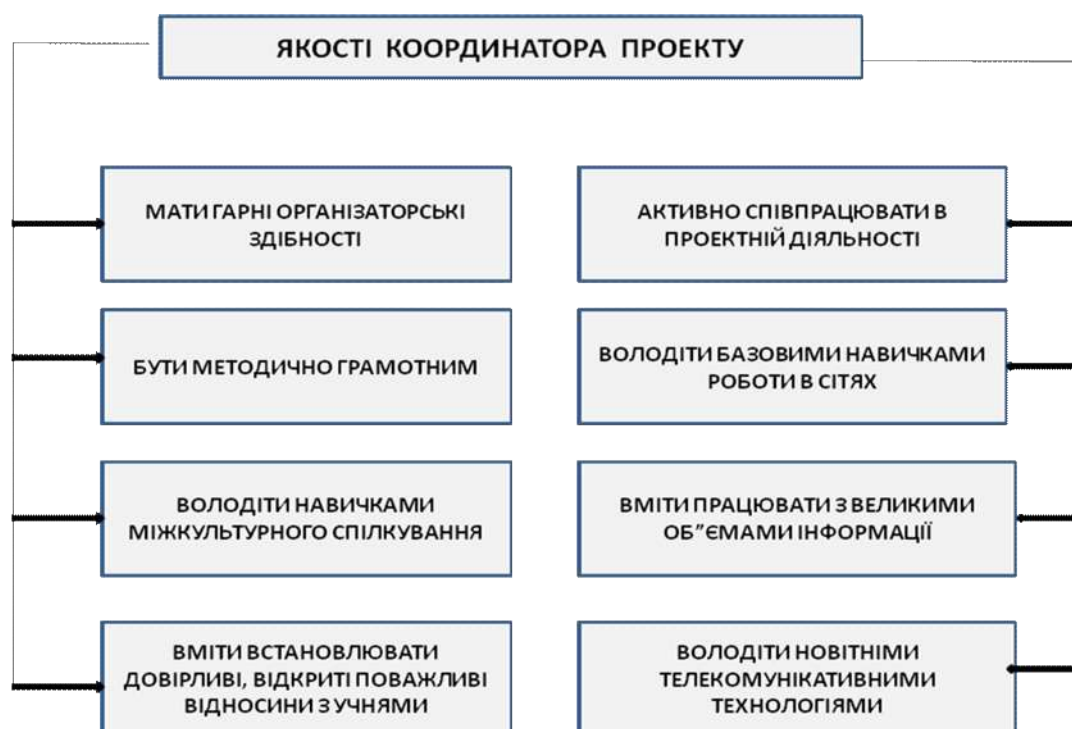 ЯКОСТІ КООРДИНАТОРА ПРОЕКТУ
МАТИ ГАРНІ ОРГАНІЗАТОРСЬКІ
ЗДІБНОСТІ
АКТИВНО СПІВПРАЦЮВАТИ В
ПРОЕКТНІЙ ДІЯЛЬНОСТІ
БУТИ МЕТОДИЧНО ГРАМОТНИМ
ВОЛОДІТИ БАЗОВИМИ НАВИЧКАМИ
РОБОТИ В СІТЯХ
ВОЛОДІТИ НАВИЧКАМИ
МІЖКУЛЬТУРНОГО СПІЛКУВАННЯ
ВМІТИ ПРАЦЮВАТИ З ВЕЛИКИМИ
ОБ”ЄМАМИ ІНФОРМАЦІЇ
ВМІТИ ВСТАНОВЛЮВАТИ
ДОВІРЛИВІ, ВІДКРИТІ ПОВАЖЛИВІ
ВІДНОСИНИ З УЧНЯМИ
ВОЛОДІТИ НОВІТНІМИ
ТЕЛЕКОМУНІКАТИВНИМИ
ТЕХНОЛОГІЯМИ